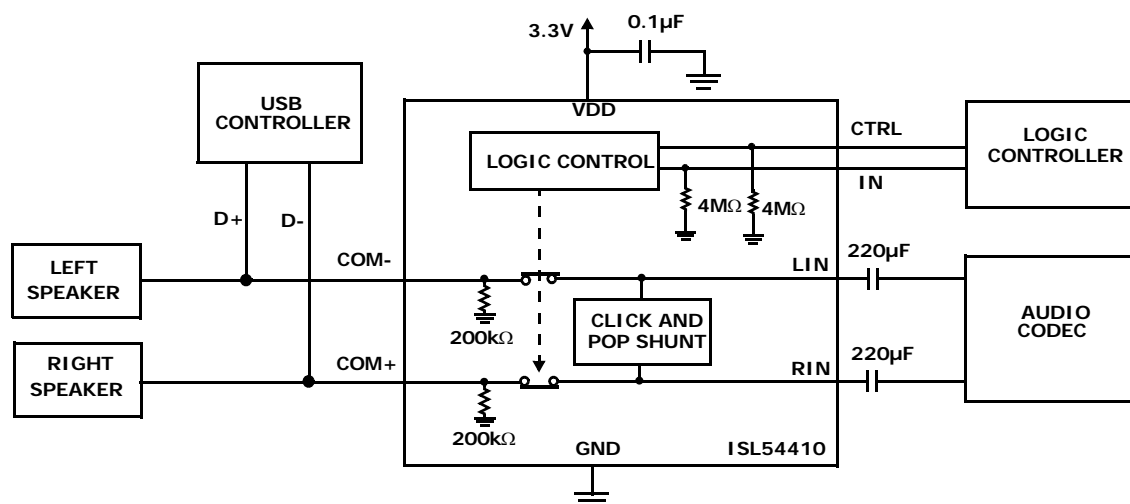 3.3V
0.1µF
USB
CONTROLLER
VDD
LOGIC CONTROL
CTRL
IN
LOGIC
CONTROLLER
4MΩ
4MΩ
D+
D-
LEFT
SPEAKER
COM-
LIN
220µF
200kΩ
CLICK AND
POP SHUNT
AUDIO
CODEC
RIGHT
SPEAKER
COM+
RIN
220µF
200kΩ
GND
ISL54410